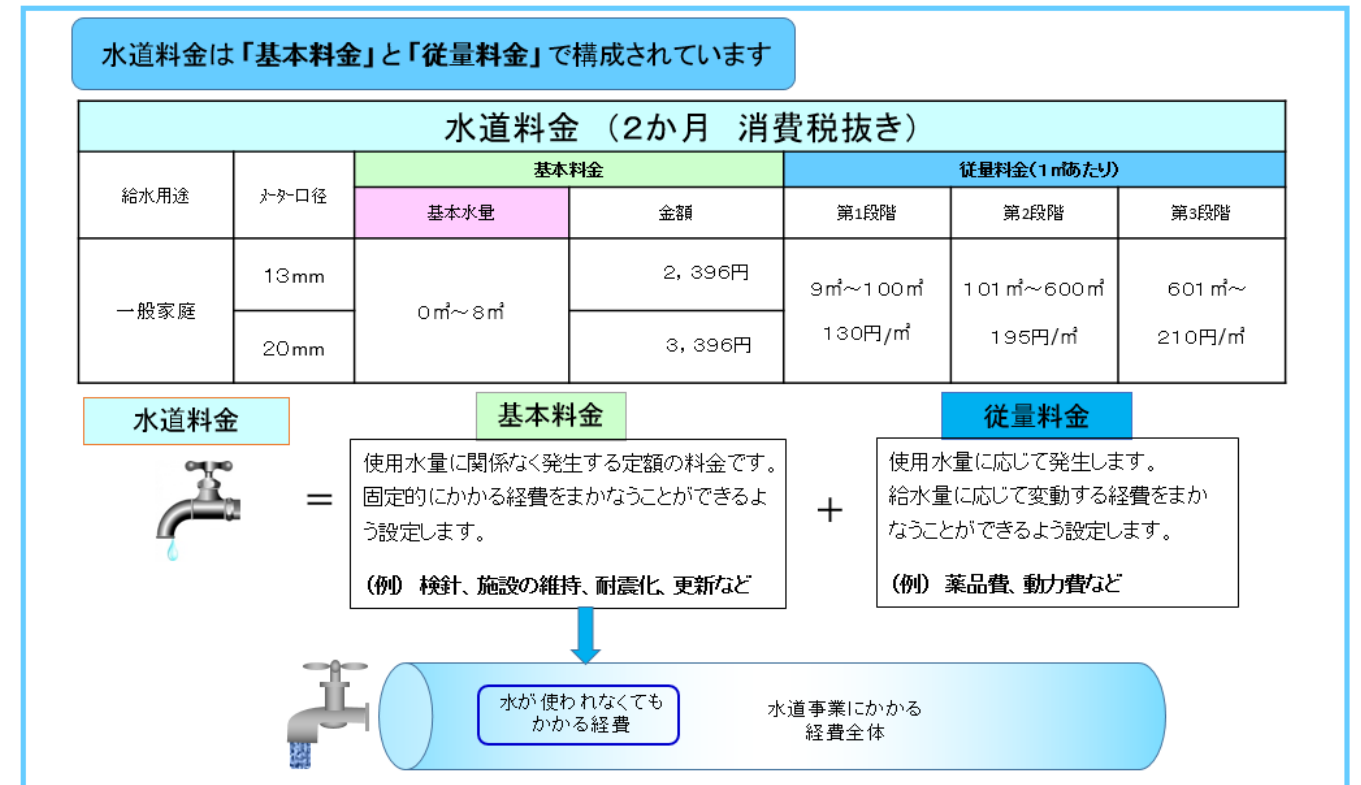 水道料金は「基本料金」と「従量料金」で構成されています
水道料金 （2か月　消費税抜き）
給水用途
ﾒｰﾀｰ口径
基本料金
従量料金(1㎥あたり)
基本水量
金額
第1段階
第2段階
第3段階
一般家庭
13mm
20mm
0㎥～8㎥
2，396円
3，396円
9㎥～100㎥
130円/㎥
101㎥～600㎥
195円/㎥
601㎥～
210円/㎥
水道料金
＝
基本料金
使用水量に関係なく発生する定額の料金です。
固定的にかかる経費をまかなうことができるよ
う設定します。
（例） 検針、施設の維持、耐震化、更新など
＋
従量料金
使用水量に応じて発生します。
給水量に応じて変動する経費をまか
なうことができるよう設定します。
（例） 薬品費、動力費など
水が使われなくても
かかる経費
水道事業にかかる
経費全体